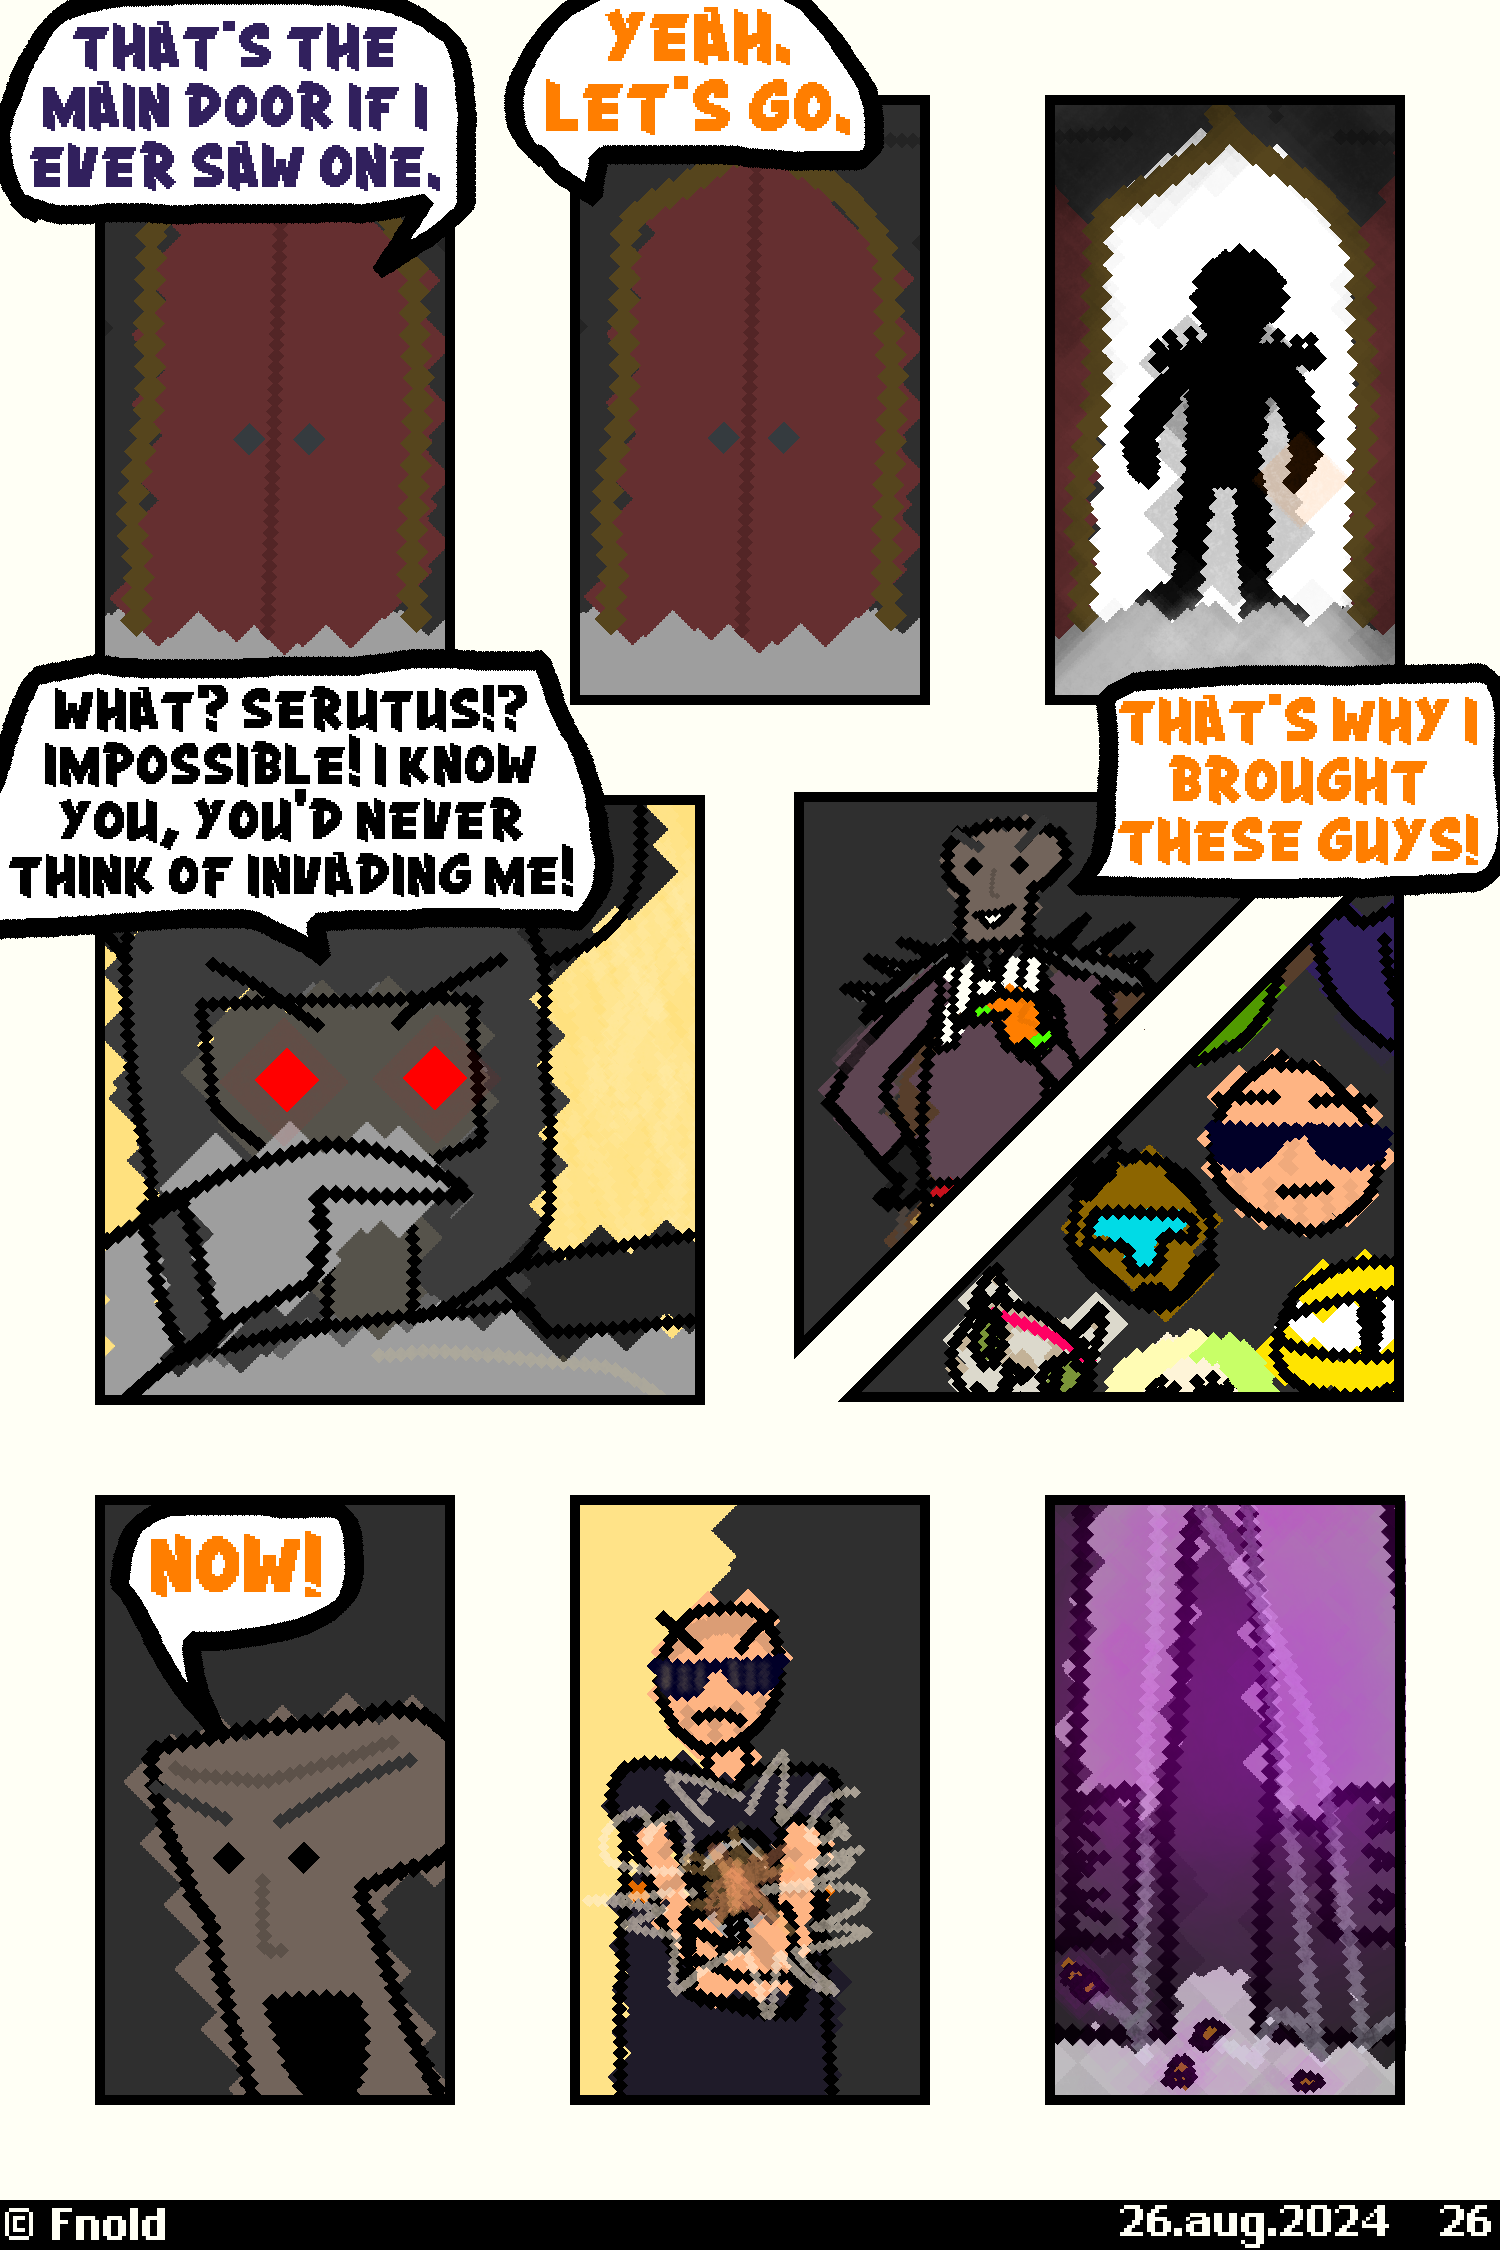 THAT'S THE
MAIN DOOR IF I
EVER SAW ONE.
YEAH.
LET'S GO.
WHAT? SERUTUS!?
IMPOSSIBLE! I KNOW
YOU, YOU'D NEVER
THINK OF INVADING ME!
THAT'S WHY I
BROUGHT
THESE GUYS!
NOW!
© Fnold
26.aug.2024 26